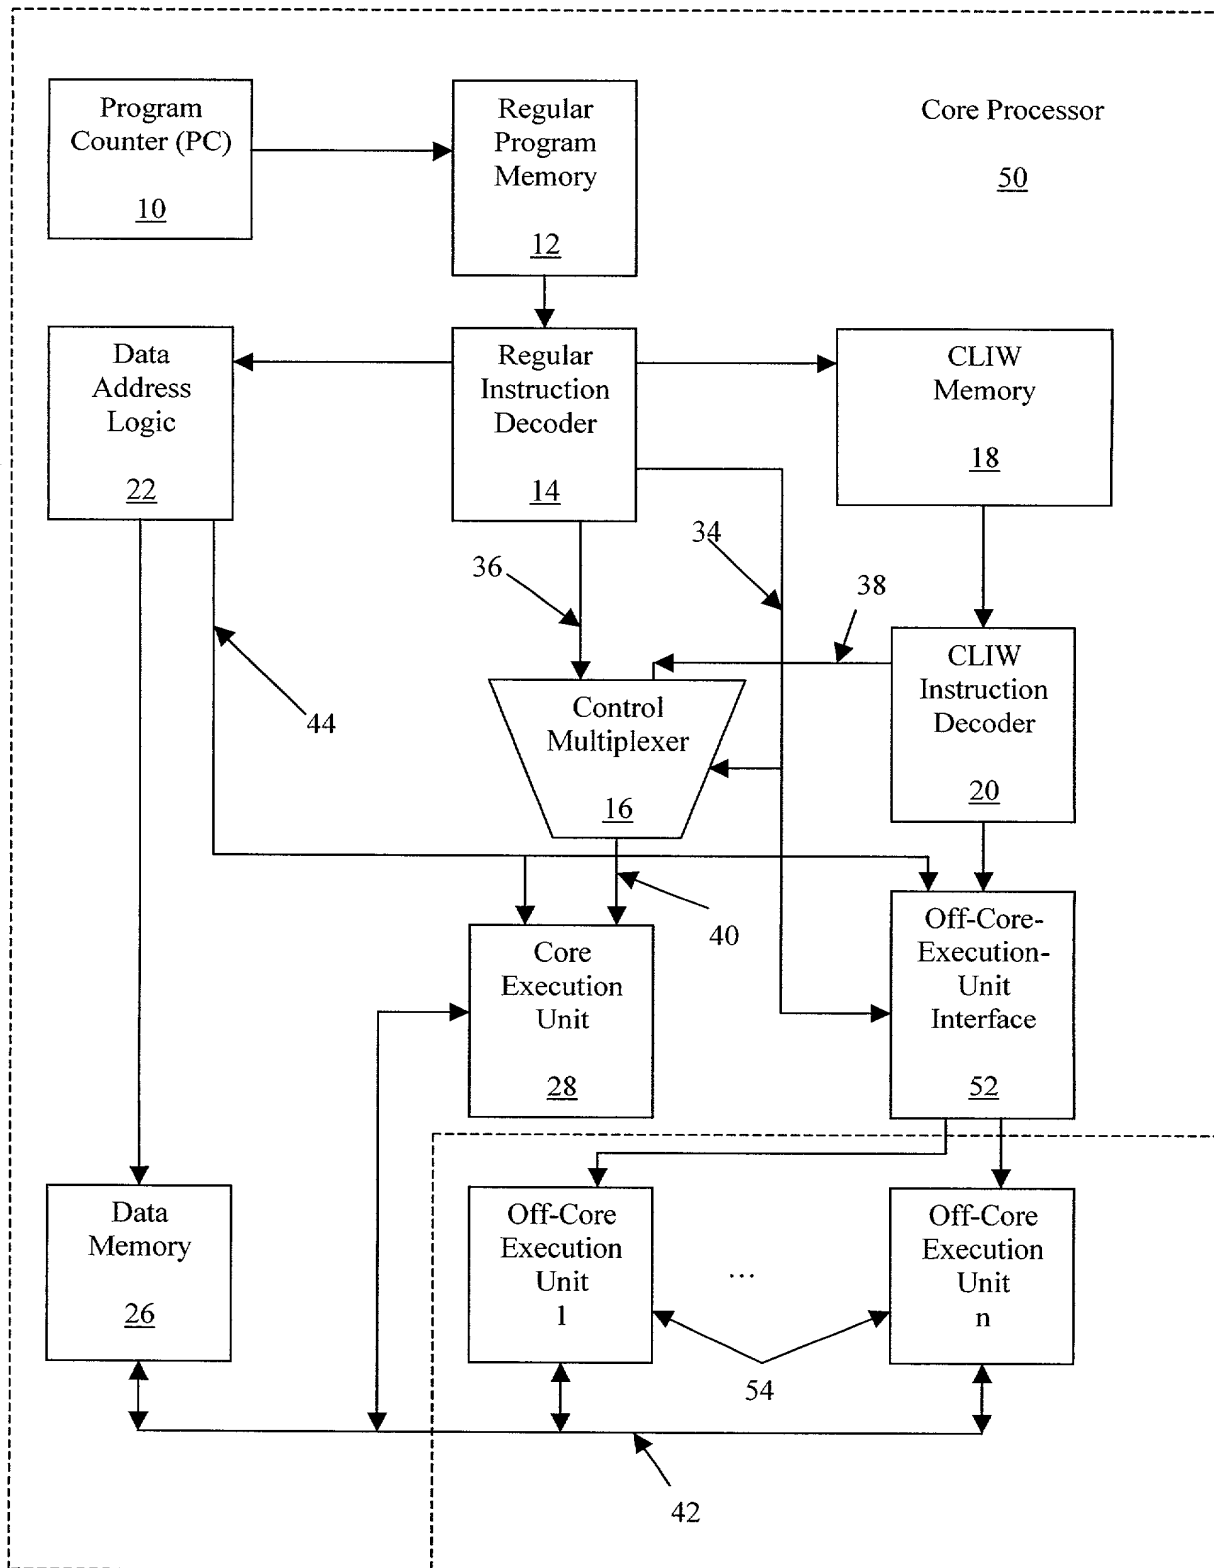 Program
Counter (PC)
10
Regular
Program
Memory
12
Core Processor
50
Data
Address
Logic
22
Regular
Instruction
Decoder
14
CLIW
Memory
18
36
34
38
44
Control
Multiplexer
16
CLIW
Instruction
Decoder
20
40
Core
Execution
Unit
28
Off-Core-
Execution-
Unit
Interface
52
Data
Memory
26
Off-Core
Execution
Unit
1
...
Off-Core
Execution
Unit
n
54
42